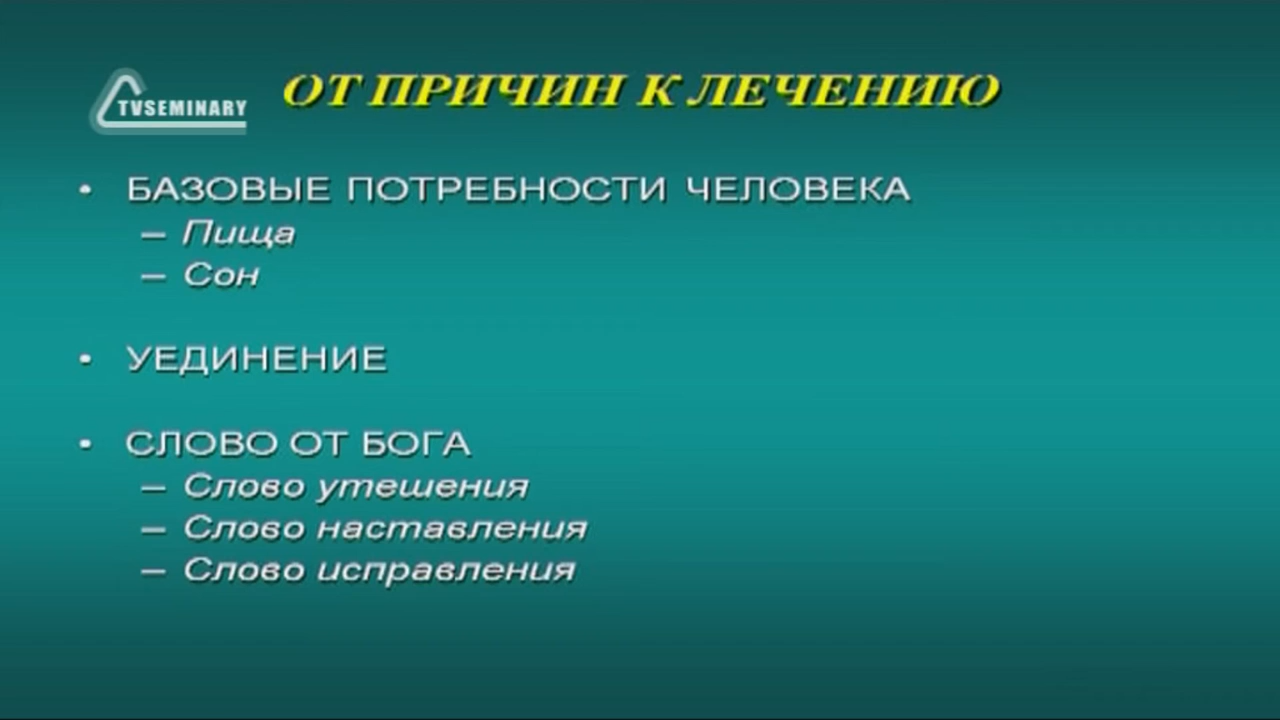 TVSEMINARY
ОТ ПРИЧИН К ЛЕЧЕНИЮ
• БАЗОВЫЕ ПОТРЕБНОСТИ ЧЕЛОВЕКА
– Пища
– Сон
• УЕДИНЕНИЕ
• СЛОВО ОТ БОГА
– Слово утешения
– Слово наставления
– Слово исправления